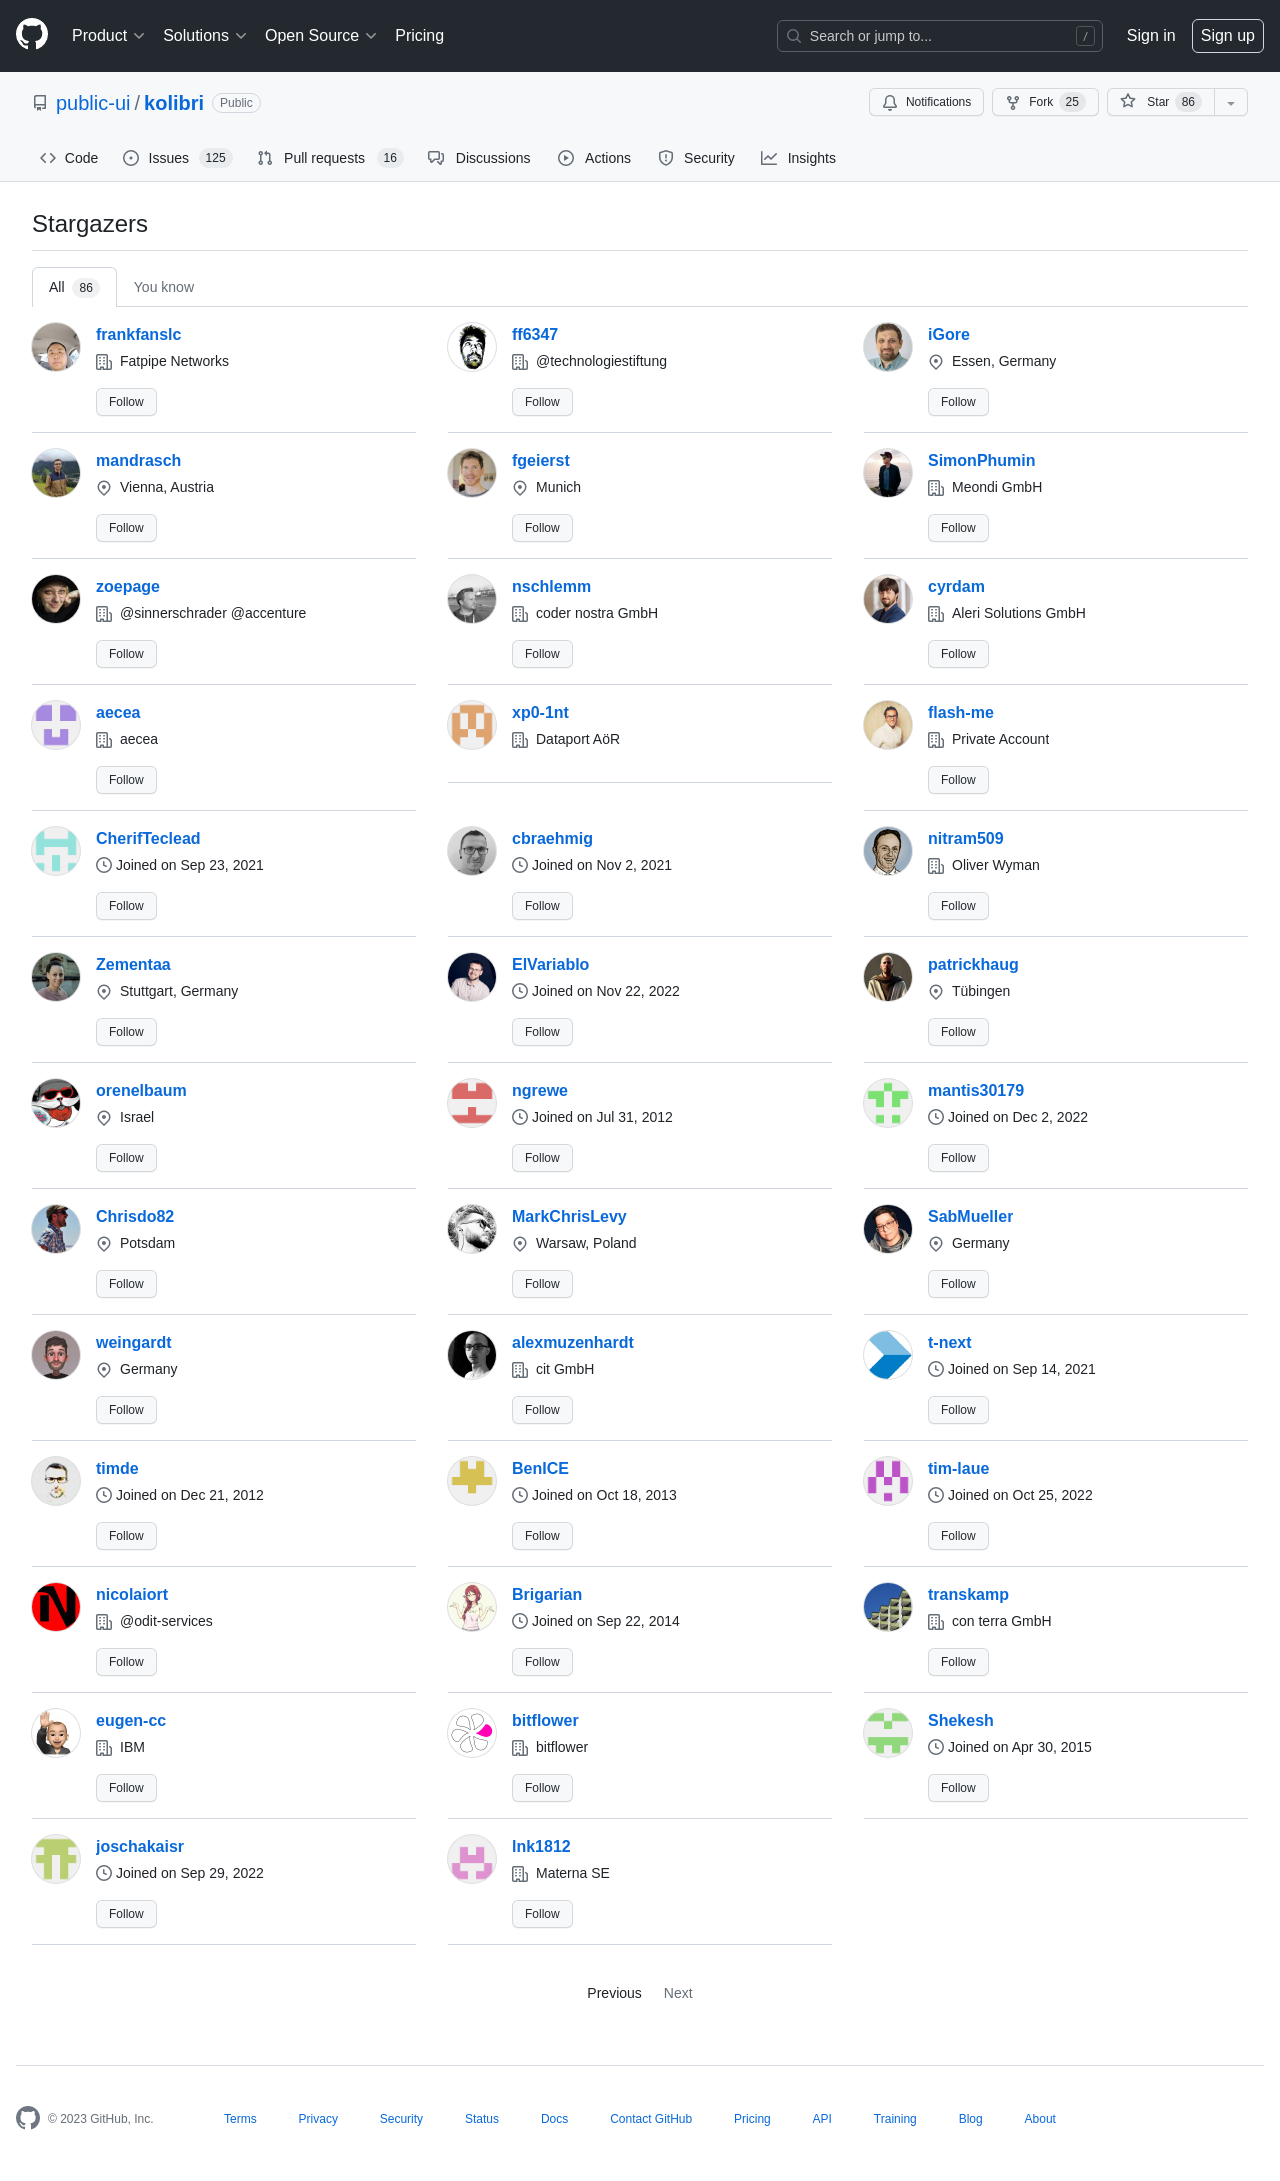 Product Solutions Open Source Pricing Search or jump to... / Sign in Sign up
public-ui / kolibri Public Notifications Fork 25 Star 86
Code Issues 125 Pull requests 16 Discussions Actions Security Insights
Stargazers
All 86 You know
frankfanslc ff6347 iGore
Fatpipe Networks @technologiestiftung Essen, Germany
Follow Follow Follow
mandrasch fgeierst SimonPhumin
Vienna, Austria Munich Meondi GmbH
Follow Follow Follow
zoepage nschlemm cyrdam
@sinnerschrader @accenture coder nostra GmbH Aleri Solutions GmbH
Follow Follow Follow
aecea xp0-1nt flash-me
aecea Dataport AöR Private Account
Follow Follow
CherifTeclead cbraehmig nitram509
Joined on Sep 23, 2021 Joined on Nov 2, 2021 Oliver Wyman
Follow Follow Follow
Zementaa ElVariablo patrickhaug
Stuttgart, Germany Joined on Nov 22, 2022 Tübingen
Follow Follow Follow
orenelbaum ngrewe mantis30179
Israel Joined on Jul 31, 2012 Joined on Dec 2, 2022
Follow Follow Follow
Chrisdo82 MarkChrisLevy SabMueller
Potsdam Warsaw, Poland Germany
Follow Follow Follow
weingardt alexmuzenhardt t-next
Germany cit GmbH Joined on Sep 14, 2021
Follow Follow Follow
timde BenICE tim-laue
Joined on Dec 21, 2012 Joined on Oct 18, 2013 Joined on Oct 25, 2022
Follow Follow Follow
nicolaiort Brigarian transkamp
@odit-services Joined on Sep 22, 2014 con terra GmbH
Follow Follow Follow
eugen-cc bitflower Shekesh
IBM bitflower Joined on Apr 30, 2015
Follow Follow Follow
joschakaisr lnk1812
Joined on Sep 29, 2022 Materna SE
Follow Follow
Previous Next
© 2023 GitHub, Inc. Terms Privacy Security Status Docs Contact GitHub Pricing API Training Blog About